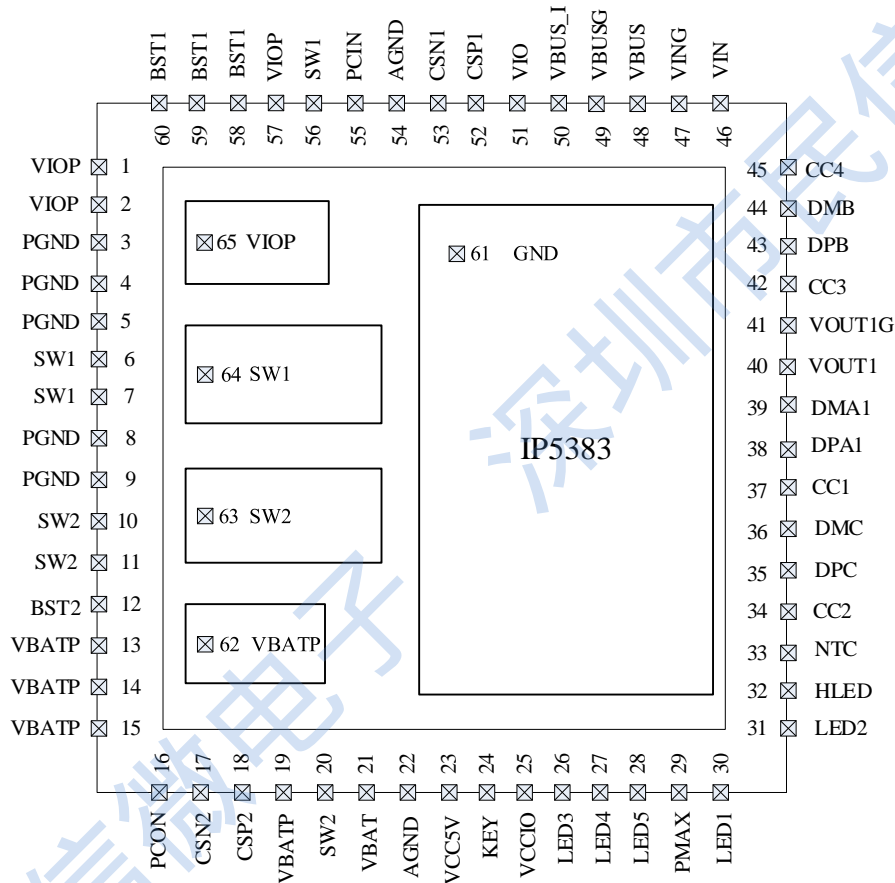 BST1 BST1 BST1 VIOP SW1 PCIN AGND CSN1 CSP1 VIO VBUS_I VBUSG VBUS VING VIN
60 59 58 57 56 55 54 53 52 51 50 49 48 47 46
VIOP 1
VIOP 2
PGND 3
PGND 4
PGND 5
SW1 6
SW1 7
PGND 8
PGND 9
SW2 10
SW2 11
BST2 12
VBATP 13
VBATP 14
VBATP 15
65 VIOP
64 SW1
63 SW2
62 VBATP
61 GND
IP5383
45 CC4
44 DMB
43 DPB
42 CC3
41 VOUT1G
40 VOUT1
39 DMA1
38 DPA1
37 CC1
36 DMC
35 DPC
34 CC2
33 NTC
32 HLED
31 LED2
16 17 18 19 20 21 22 23 24 25 26 27 28 29 30
PCON CSN2 CSP2 VBATP SW2 VBAT AGND VCC5V KEY VCCIO LED3 LED4 LED5 PMAX LED1
深圳市民信微电子